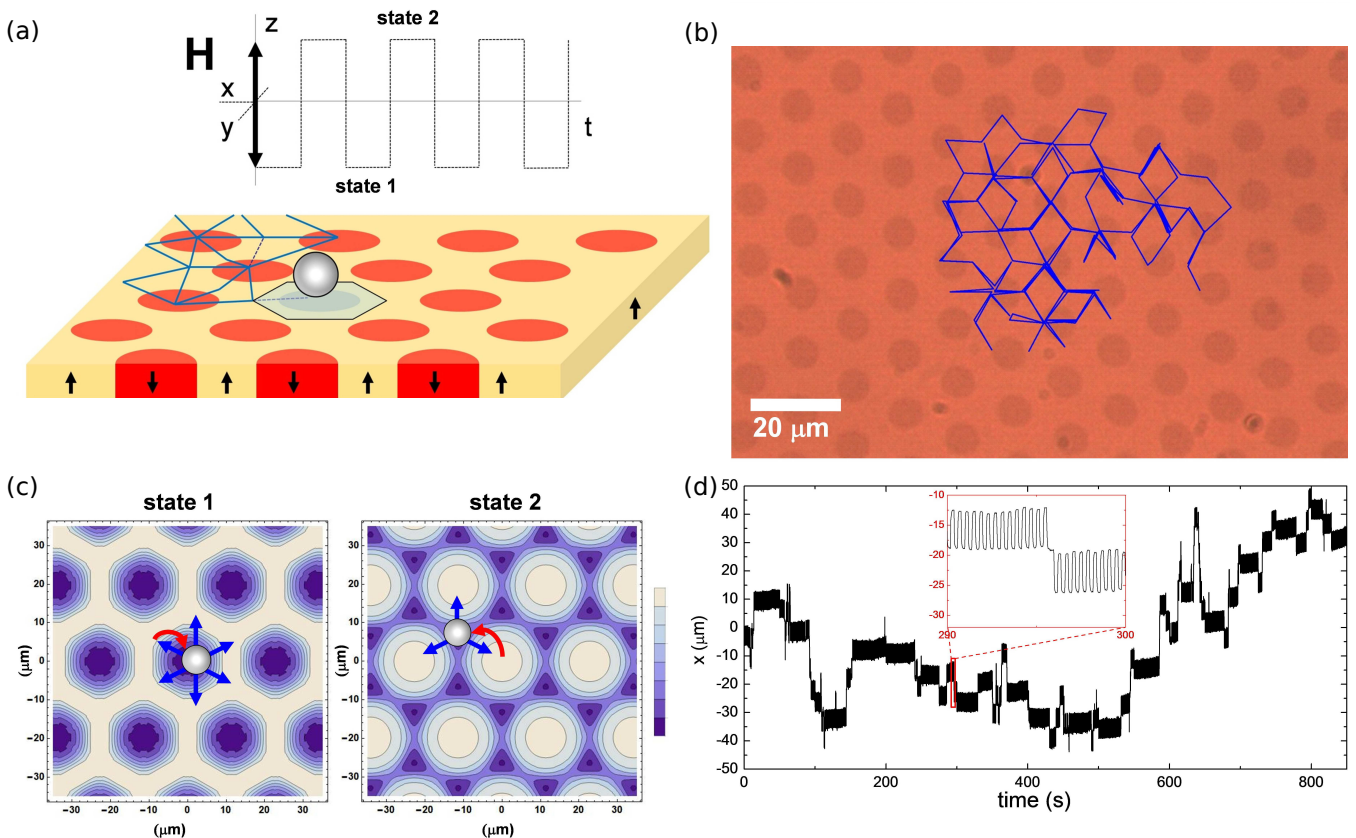 (a)
H
z
state 2
x
y
t
state 1
(b)
20 μm
(c)
state 1
state 2
30
20
10
0
−10
−20
−30
(μm)
−30 −20 −10 0 10 20 30
(μm)
30
20
10
0
−10
−20
−30
(μm)
−30 −20 −10 0 10 20 30
(μm)
(d)
x (μm)
50
40
30
20
10
0
-10
-20
-30
-40
-50
0 200 400 600 800
time (s)
-10
-15
-20
-25
-30
290 300